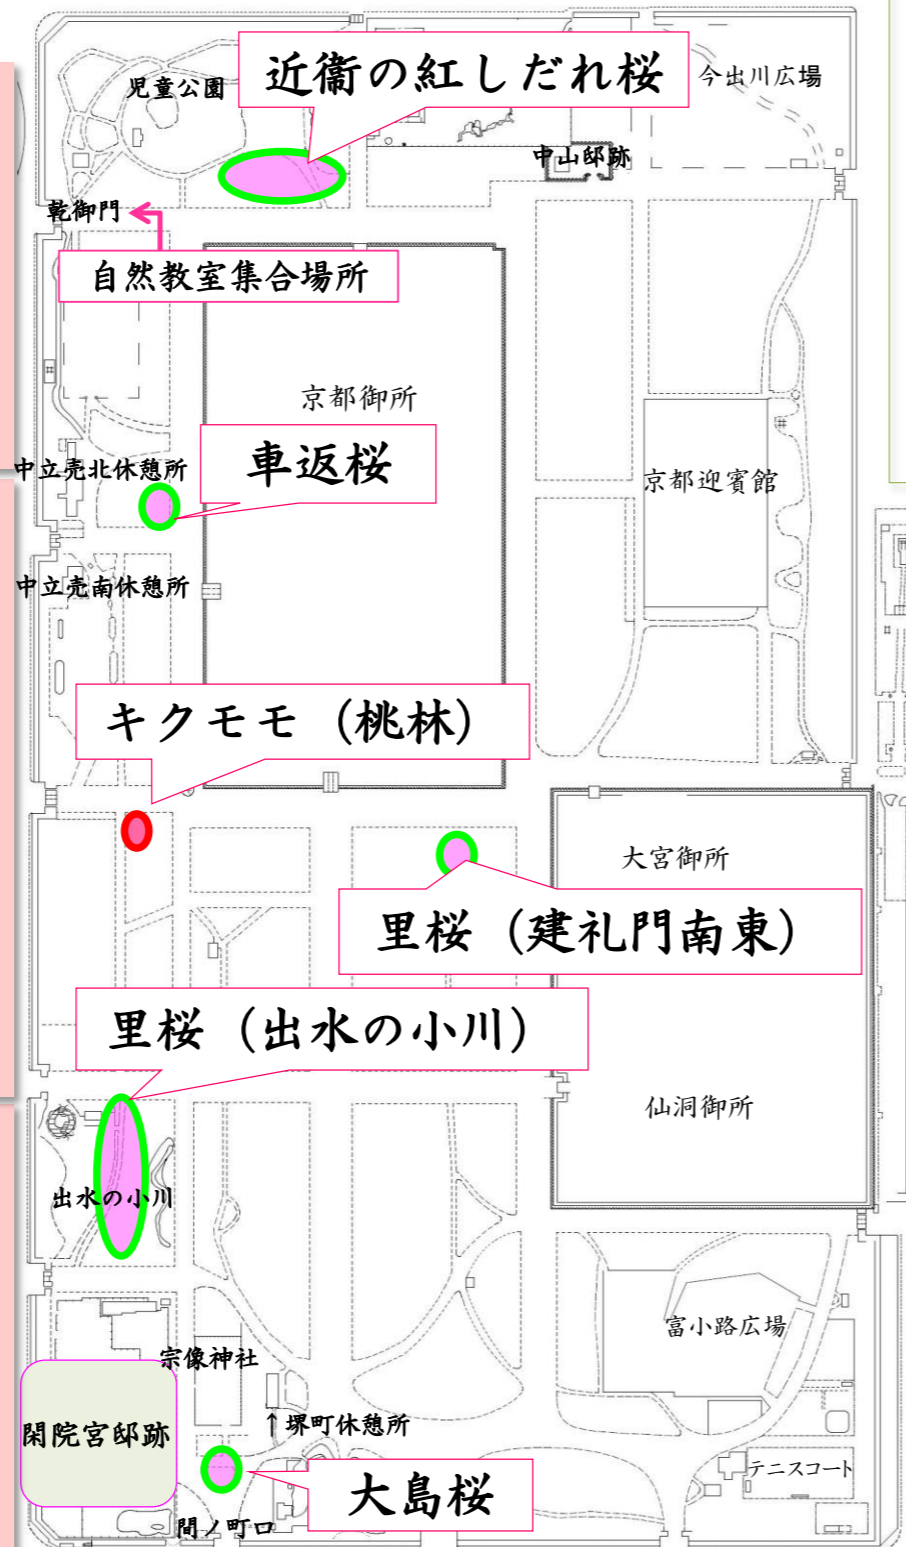 近衞の紅しだれ桜
児童公園
今出川広場
中山邸跡
乾御門
自然教室集合場所
京都御所
車返桜
中立売北休憩所
京都迎賓館
中立売南休憩所
キクモモ（桃林）
大宮御所
里桜（建礼門南東）
里桜（出水の小川）
仙洞御所
出水の小川
富小路広場
宗像神社
閑院宮邸跡
↑堺町休憩所
テニスコート
大島桜
間ノ町口